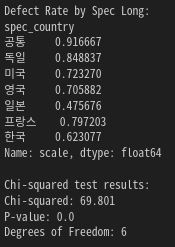 Defect Rate by Spec Long:
spec_country
공통 0.916667
독일 0.848837
미국 0.723270
영국 0.705882
일본 0.475676
프랑스 0.797203
한국 0.623077
Name: scale, dtype: float64
Chi-squared test results:
Chi-squared: 69.801
P-value: 0.0
Degrees of Freedom: 6